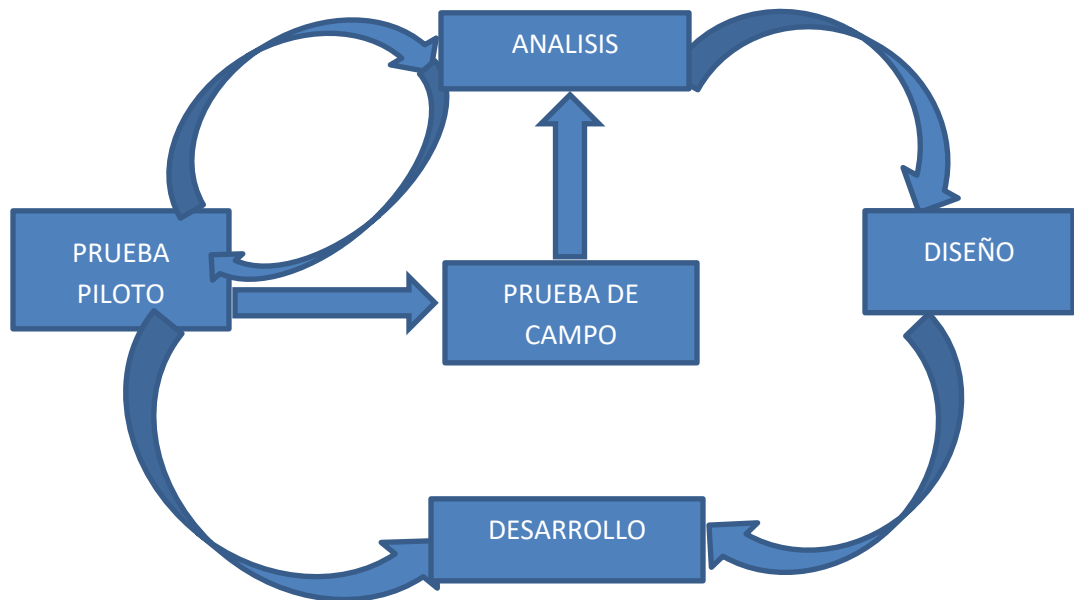 ANALISIS
PRUEBA
PILOTO
DISEÑO
PRUEBA DE
CAMPO
DESARROLLO